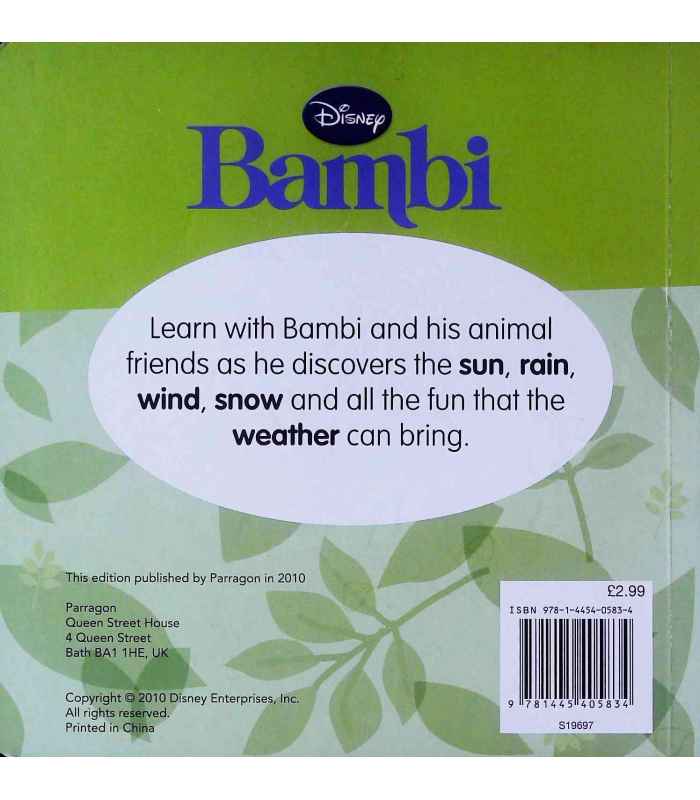 Disney
Bambi
Learn with Bambi and his animal
friends as he discovers the sun, rain,
wind, snow and all the fun that the
weather can bring.
This edition published by Parragon in 2010
Parragon
Queen Street House
4 Queen Street
Bath BA1 1HE, UK
Copyright © 2010 Disney Enterprises, Inc.
All rights reserved.
Printed in China
£2.99
ISBN 978-1-4454-0583-4
9 781445 405834
S19697